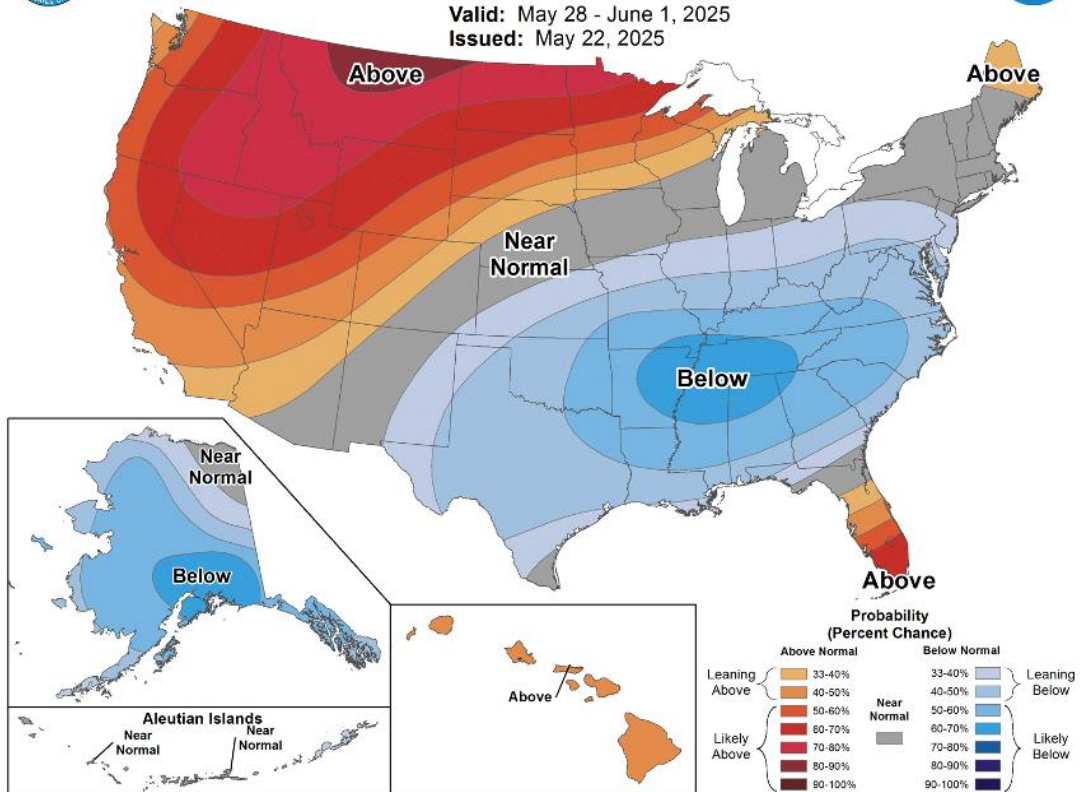 Valid: May 28 - June 1, 2025
Issued: May 22, 2025
Above
Above
Near
Normal
Below
Near
Normal
Below
Above
Above
Aleutian Islands
Near
Normal
Near
Normal
Probability
(Percent Chance)
Above Normal
Below Normal
Leaning
Above
33-40%
40-50%
Likely
Above
50-60%
60-70%
70-80%
80-90%
90-100%
Near
Normal
33-40%
40-50%
Leaning
Below
50-60%
60-70%
70-80%
80-90%
90-100%
Likely
Below